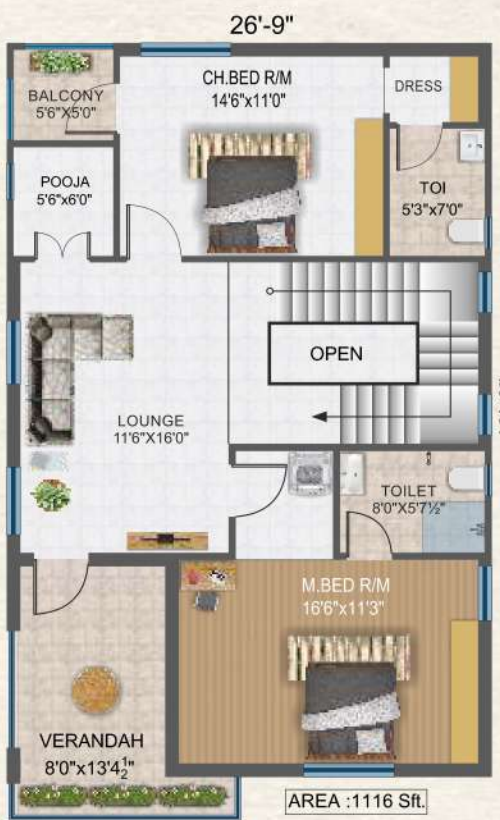 26'-9"
CH.BED R/M
14'6"x11'0"
DRESS
BALCONY
5'6"X5'0"
POOJA
5'6"x6'0"
TOI
5'3"x7'0"
OPEN
LOUNGE
11'6"X16'0"
TOILET
8'0"X5'7½"
M.BED R/M
16'6"x11'3"
VERANDAH
8'0"x13'4½"
AREA :1116 Sft.